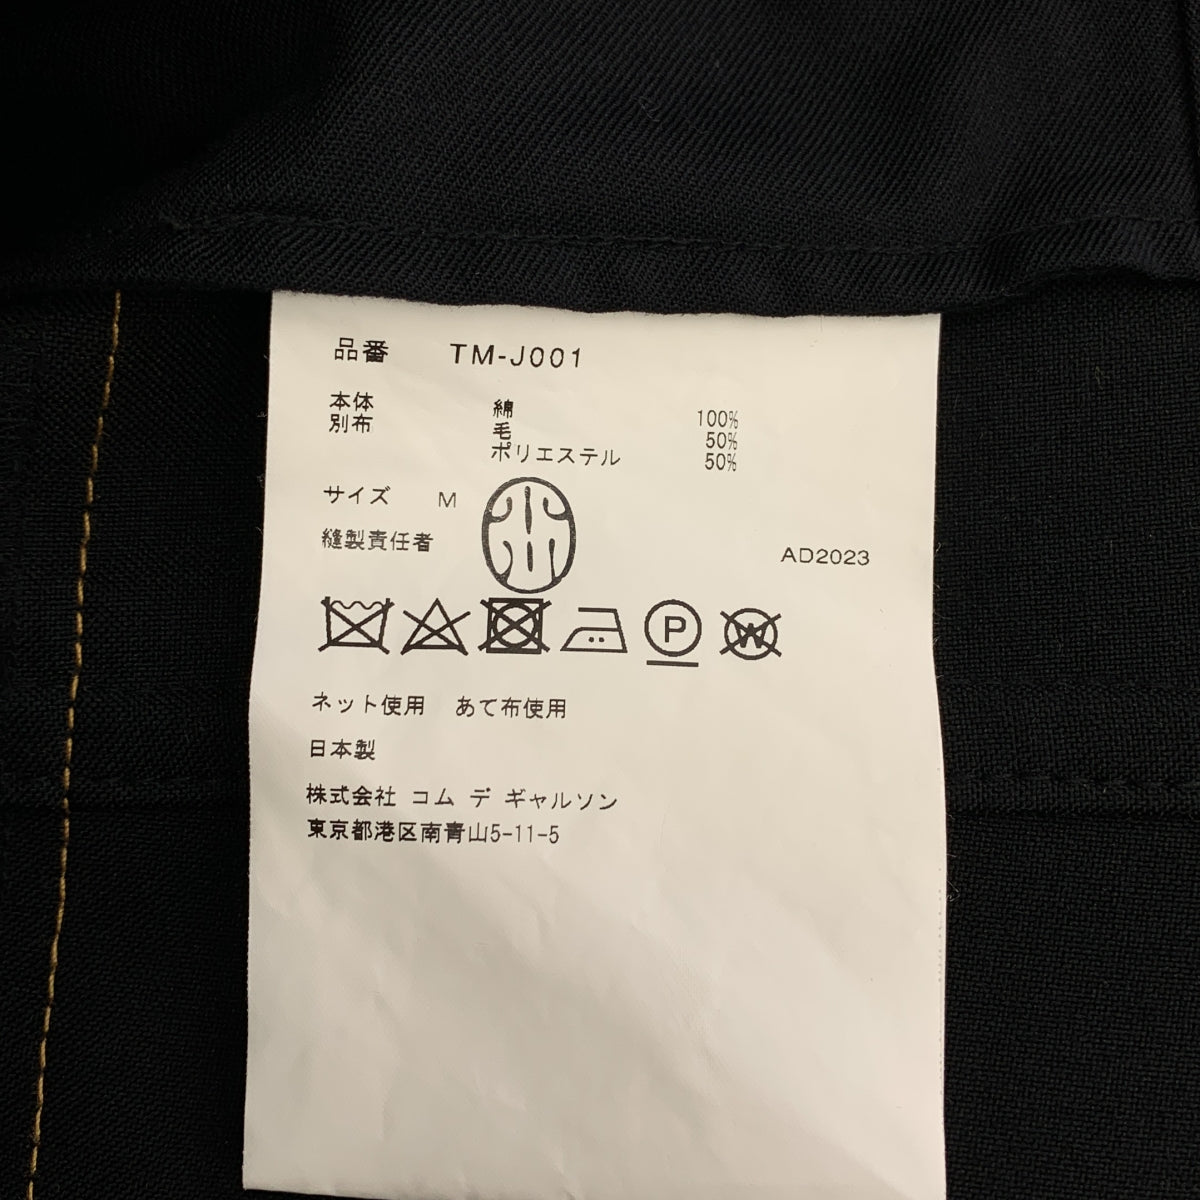 品番 TM-J001
本体 綿 100%
別布 毛 50%
ポリエステル 50%
サイズ M
縫製責任者
AD2023
P W
ネット使用 あて布使用
日本製
株式会社 コム デ ギャルソン
東京都港区南青山5-11-5